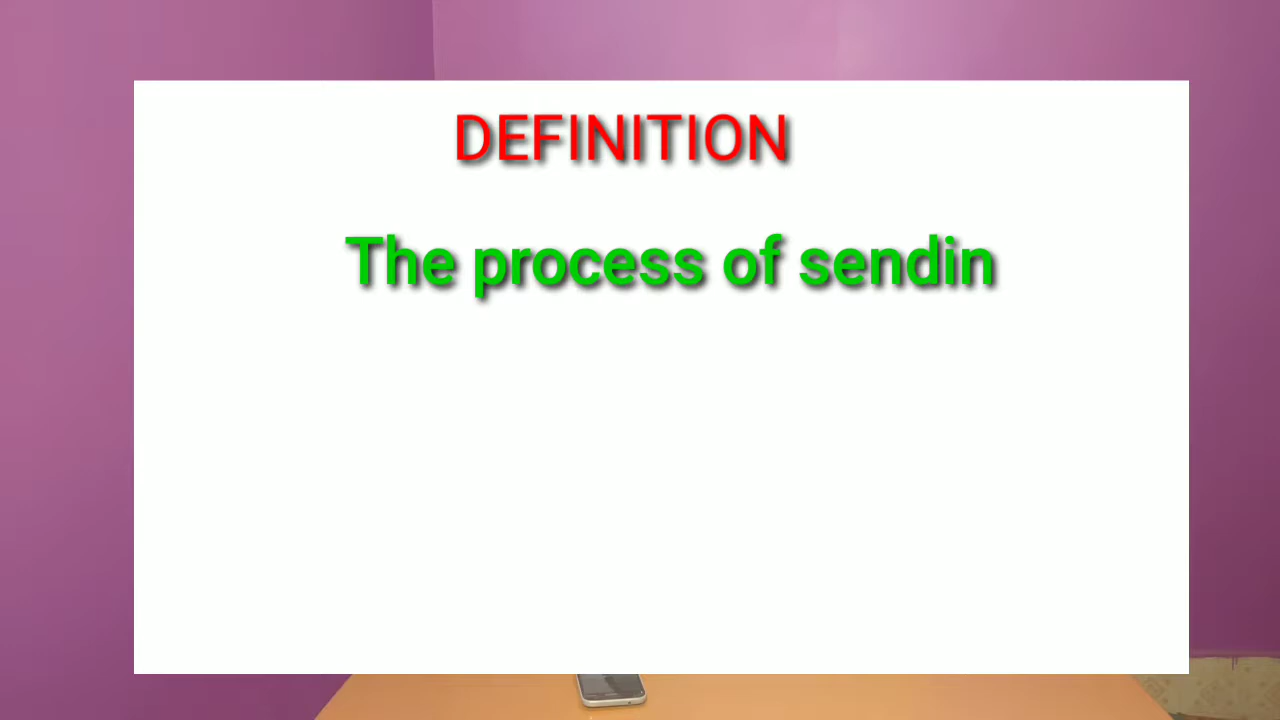 DEFINITION
The process of sendin